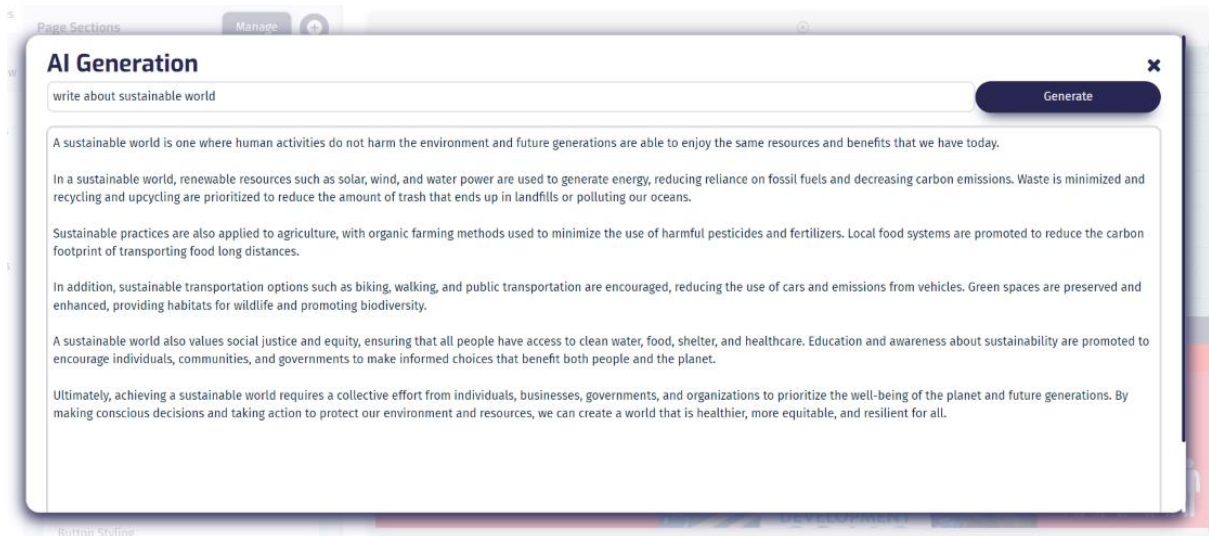 Page Sections
Manage
AI Generation
write about sustainable world
Generate
A sustainable world is one where human activities do not harm the environment and future generations are able to enjoy the same resources and benefits that we have today.
In a sustainable world, renewable resources such as solar, wind, and water power are used to generate energy, reducing reliance on fossil fuels and decreasing carbon emissions. Waste is minimized and
recycling and upcycling are prioritized to reduce the amount of trash that ends up in landfills or polluting our oceans.
Sustainable practices are also applied to agriculture, with organic farming methods used to minimize the use of harmful pesticides and fertilizers. Local food systems are promoted to reduce the carbon
footprint of transporting food long distances.
In addition, sustainable transportation options such as biking, walking, and public transportation are encouraged, reducing the use of cars and emissions from vehicles. Green spaces are preserved and
enhanced, providing habitats for wildlife and promoting biodiversity.
A sustainable world also values social justice and equity, ensuring that all people have access to clean water, food, shelter, and healthcare. Education and awareness about sustainability are promoted to
encourage individuals, communities, and governments to make informed choices that benefit both people and the planet.
Ultimately, achieving a sustainable world requires a collective effort from individuals, businesses, governments, and organizations to prioritize the well-being of the planet and future generations. By
making conscious decisions and taking action to protect our environment and resources, we can create a world that is healthier, more equitable, and resilient for all.
DEVELOPMENT
Button Styling